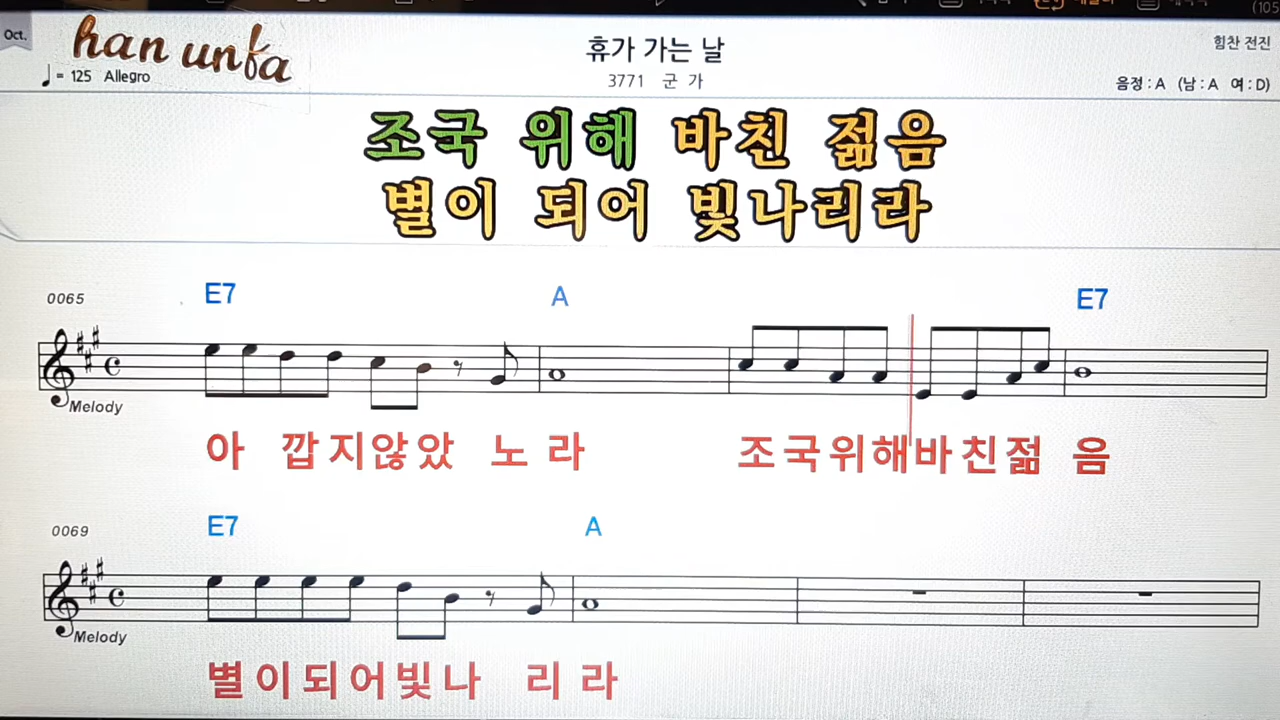 Oct.
han unfa
휴가 가는 날
힘찬 전진
♩= 125 Allegro
3771 군 가
음정 : A (남 : A 여 : D)
조국 위해 바친 젊음
별이 되어 빛나리라
0065
E7 A E7
Melody
아 깝지않았 노 라 조국위해바친젊 음
0069
E7 A
Melody
별이되어빛나 리 라